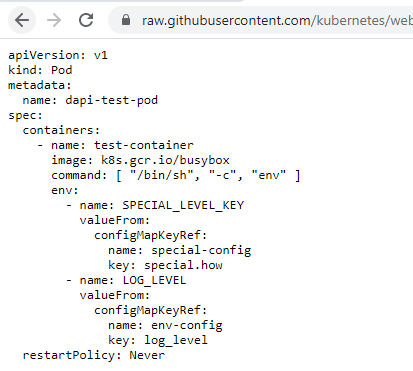 raw.githubusercontent.com/kubernetes/web
apiVersion: v1
kind: Pod
metadata:
  name: dapi-test-pod
spec:
  containers:
    - name: test-container
      image: k8s.gcr.io/busybox
      command: [ "/bin/sh", "-c", "env" ]
      env:
        - name: SPECIAL_LEVEL_KEY
          valueFrom:
            configMapKeyRef:
              name: special-config
              key: special.how
        - name: LOG_LEVEL
          valueFrom:
            configMapKeyRef:
              name: env-config
              key: log_level
  restartPolicy: Never